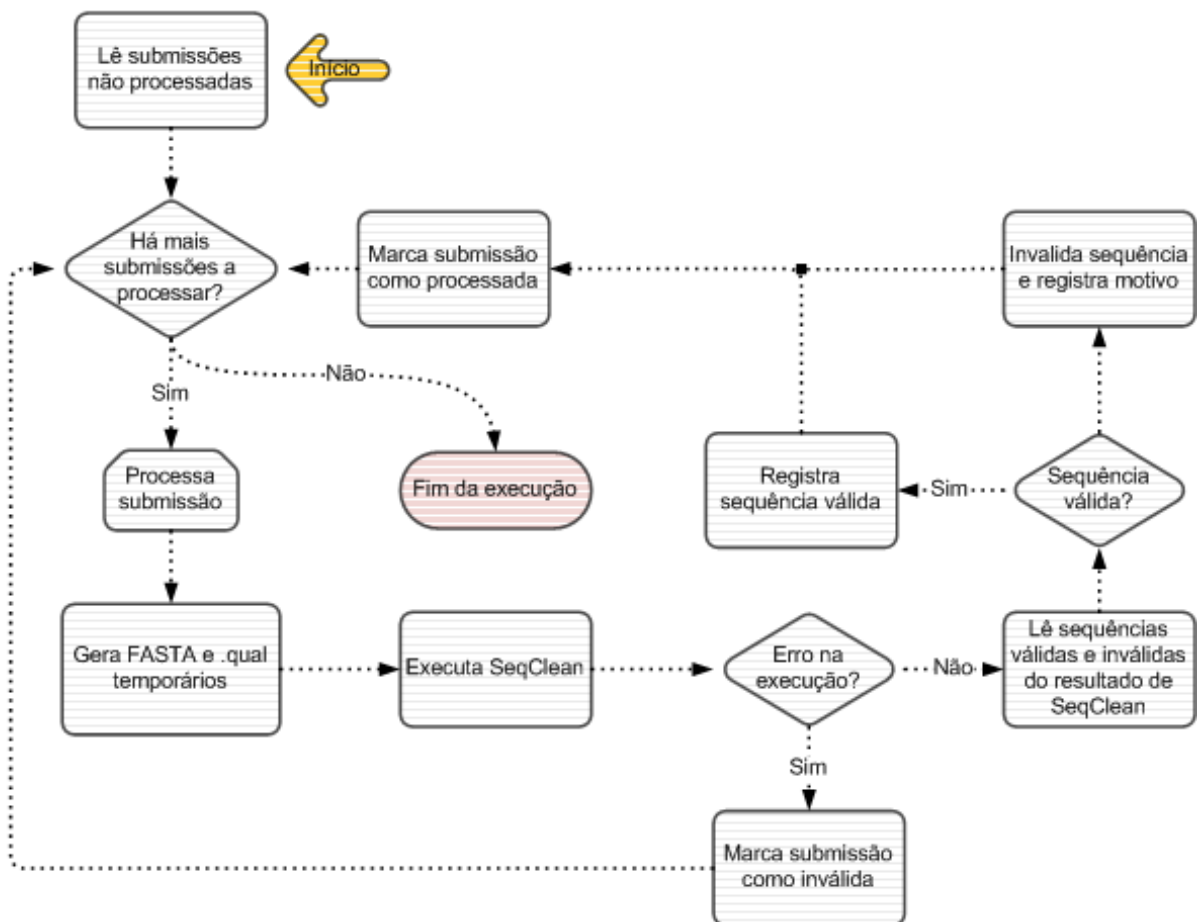 Lê submissões
não processadas
Início
Há mais
submissões a
processar?
Marca submissão
como processada
Invalida sequência
e registra motivo
Não
Sim
Processa
submissão
Fim da execução
Registra
sequência válida
Sim
Sequência
válida?
Gera FASTA e .qual
temporários
Executa SeqClean
Erro na
execução?
Não
Lê sequências
válidas e inválidas
do resultado de
SeqClean
Sim
Marca submissão
como inválida